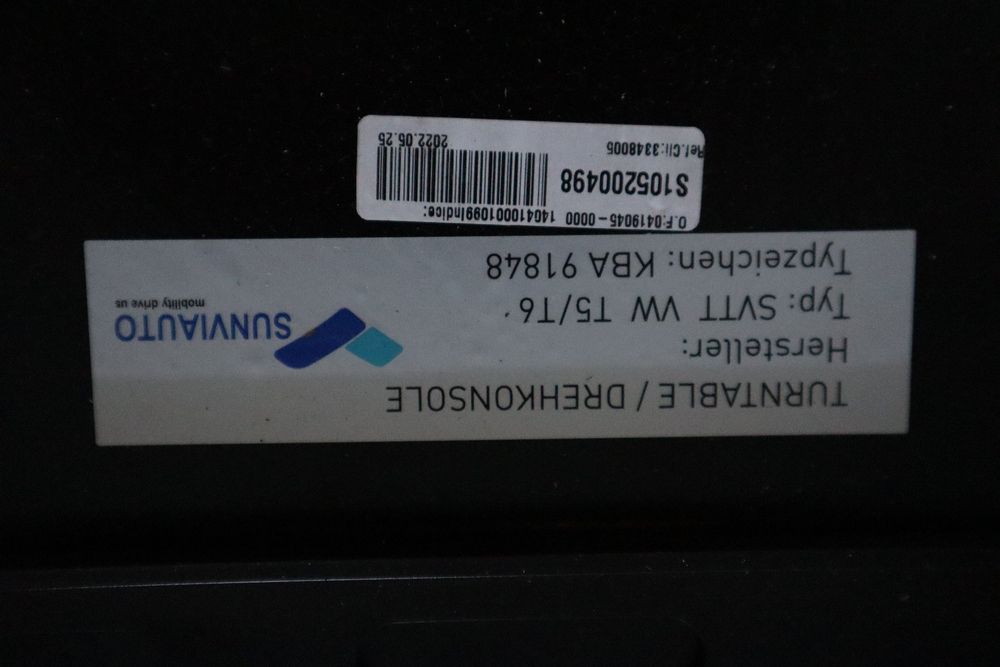 TURNTABLE / DREHKONSOLE
Hersteller:
Typ: SVTT VW T5/T6
Typzeichen: KBA 91848
SUNVIAUTO
mobility drive us
O.F:0419045-0000 140410001099Indice:
S105200498
Ref.Cli:3348005
2022.05.25